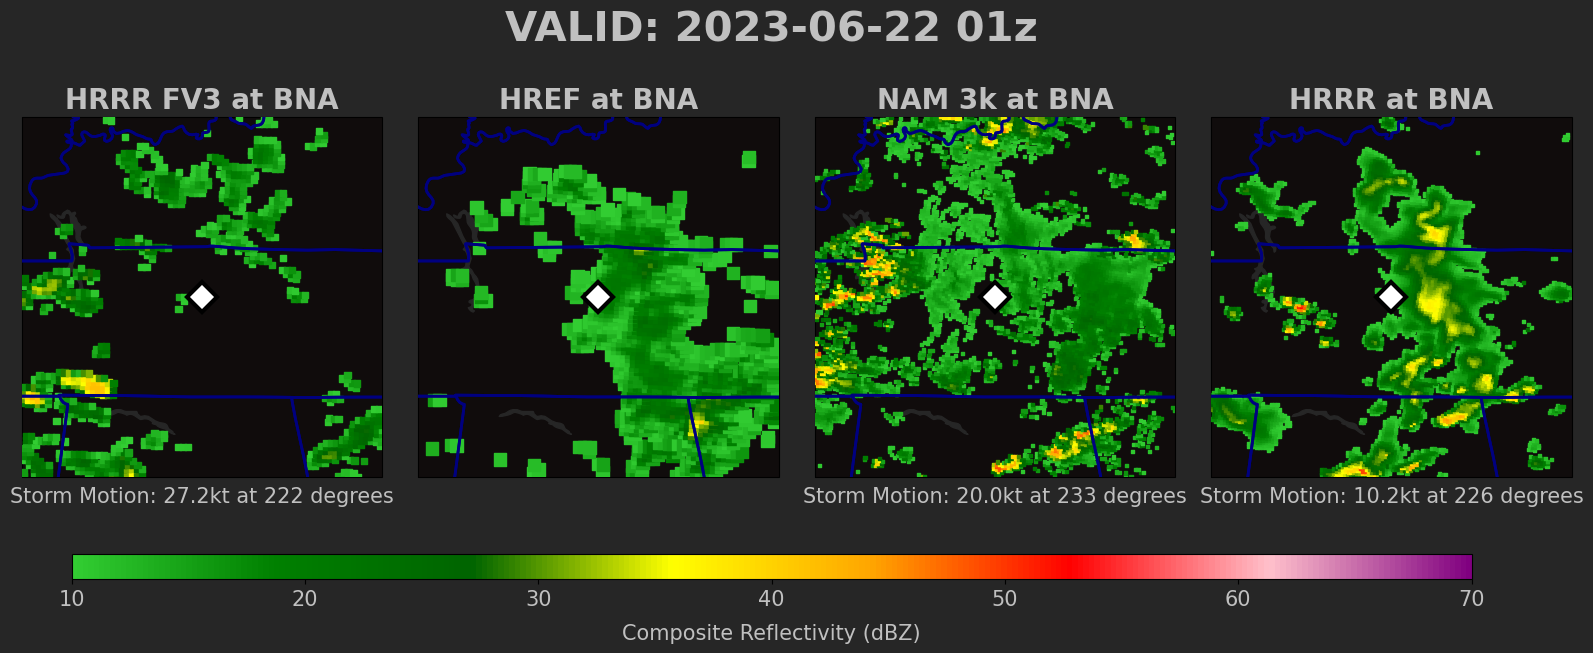 VALID: 2023-06-22 01z
HRRR FV3 at BNA
HREF at BNA
NAM 3k at BNA
HRRR at BNA
Storm Motion: 27.2kt at 222 degrees
Storm Motion: 20.0kt at 233 degrees
Storm Motion: 10.2kt at 226 degrees
10 20 30 40 50 60 70
Composite Reflectivity (dBZ)